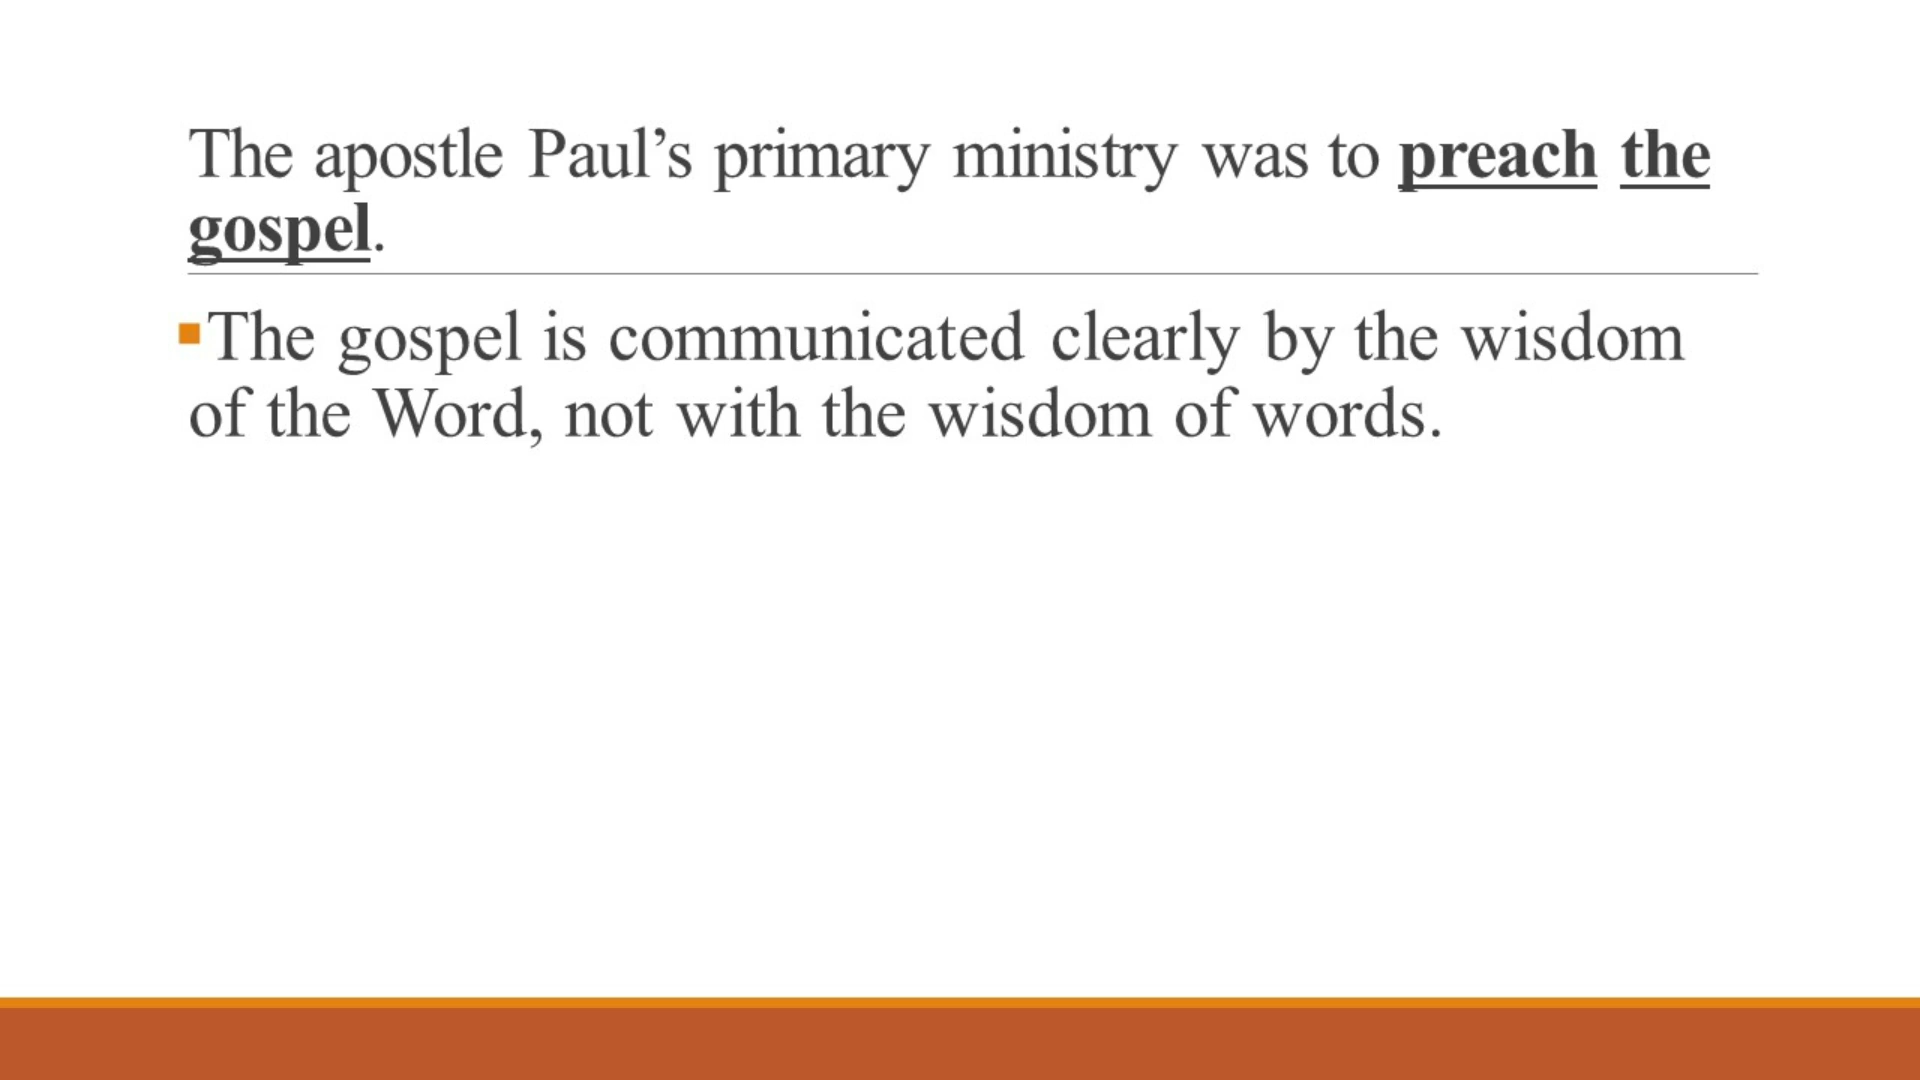 The apostle Paul’s primary ministry was to preach the
gospel.
▪The gospel is communicated clearly by the wisdom
of the Word, not with the wisdom of words.